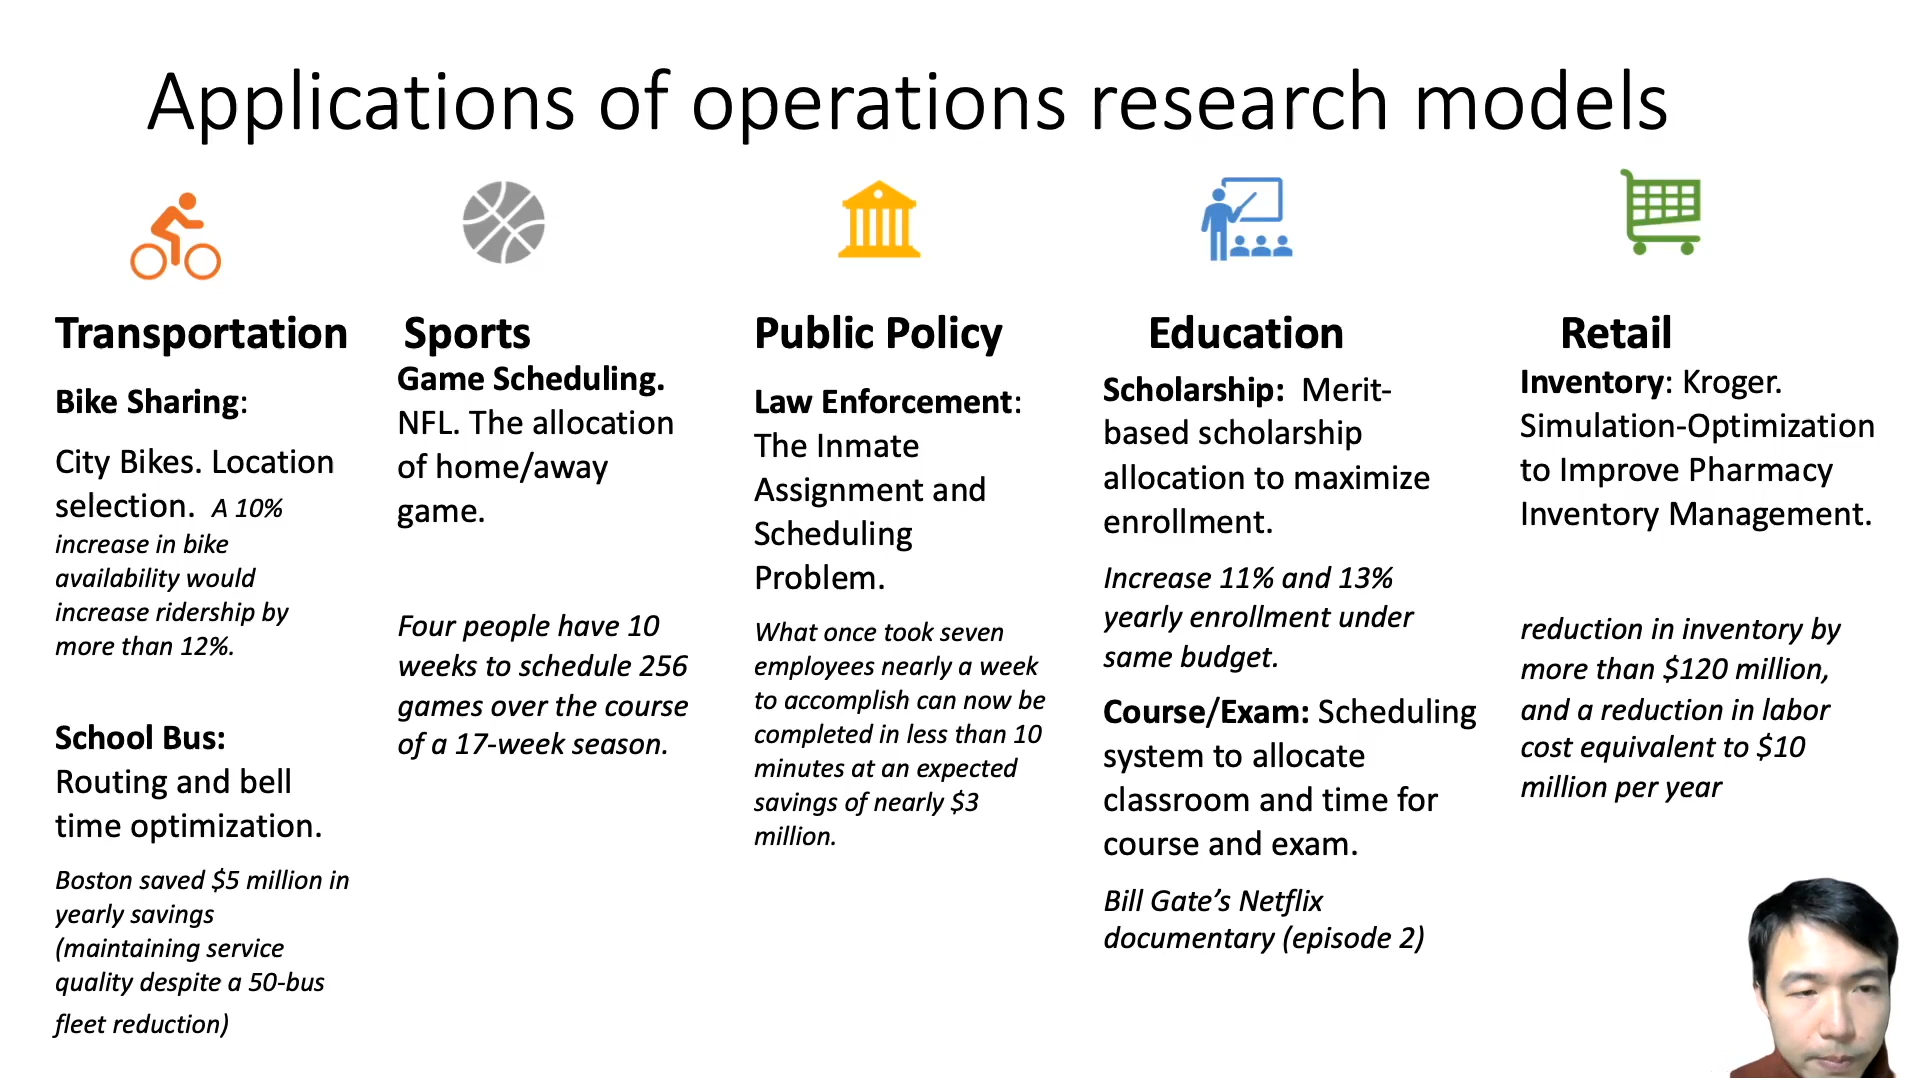 Applications of operations research models
Transportation
Bike Sharing:
City Bikes. Location
selection. A 10%
increase in bike
availability would
increase ridership by
more than 12%.
School Bus:
Routing and bell
time optimization.
Boston saved $5 million in
yearly savings
(maintaining service
quality despite a 50-bus
fleet reduction)
Sports
Game Scheduling.
NFL. The allocation
of home/away
game.
Four people have 10
weeks to schedule 256
games over the course
of a 17-week season.
Public Policy
Law Enforcement:
The Inmate
Assignment and
Scheduling
Problem.
What once took seven
employees nearly a week
to accomplish can now be
completed in less than 10
minutes at an expected
savings of nearly $3
million.
Education
Scholarship: Merit-
based scholarship
allocation to maximize
enrollment.
Increase 11% and 13%
yearly enrollment under
same budget.
Course/Exam: Scheduling
system to allocate
classroom and time for
course and exam.
Bill Gate’s Netflix
documentary (episode 2)
Retail
Inventory: Kroger.
Simulation-Optimization
to Improve Pharmacy
Inventory Management.
reduction in inventory by
more than $120 million,
and a reduction in labor
cost equivalent to $10
million per year